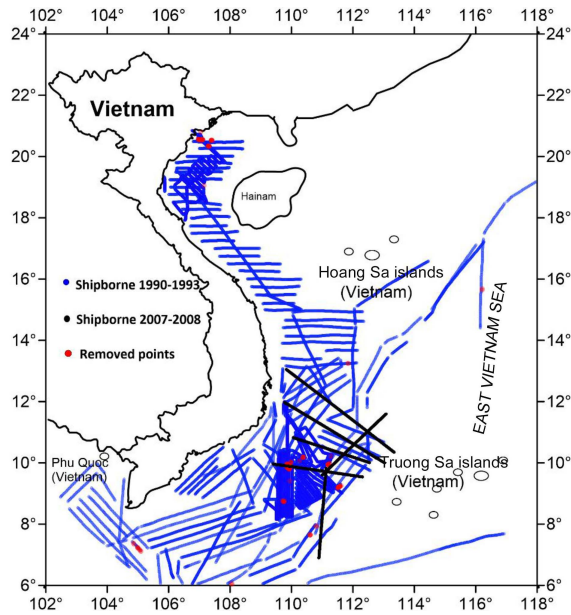 102° 104° 106° 108° 110° 112° 114° 116° 118°
24° 24°
22° 22°
20° 20°
18° 18°
16° 16°
14° 14°
12° 12°
10° 10°
8° 8°
6° 6°
Vietnam
Hainam
Hoang Sa islands
(Vietnam)
Shipborne 1990-1993
Shipborne 2007-2008
Removed points
EAST VIETNAM SEA
Phu Quoc
(Vietnam)
Truong Sa islands
(Vietnam)
102° 104° 106° 108° 110° 112° 114° 116° 118°